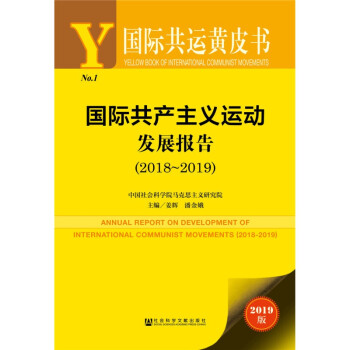 Y
国际共运黄皮书
YELLOW BOOK OF INTERNATIONAL COMMUNIST MOVEMENTS
No.1
国际共产主义运动
发展报告
(2018~2019)
中国社会科学院马克思主义研究院
主编/姜辉 潘金娥
ANNUAL REPORT ON DEVELOPMENT OF
INTERNATIONAL COMMUNIST MOVEMENTS (2018-2019)
2019
版
社会科学文献出版社